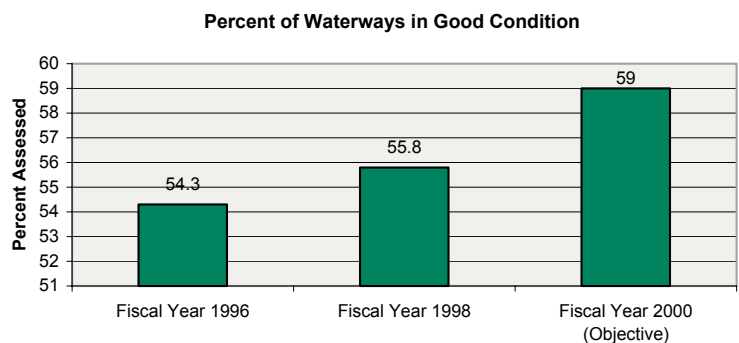 Percent of Waterways in Good Condition
Percent Assessed
60
59
58
57
56
55
54
53
52
51
54.3
55.8
59
Fiscal Year 1996
Fiscal Year 1998
Fiscal Year 2000
(Objective)